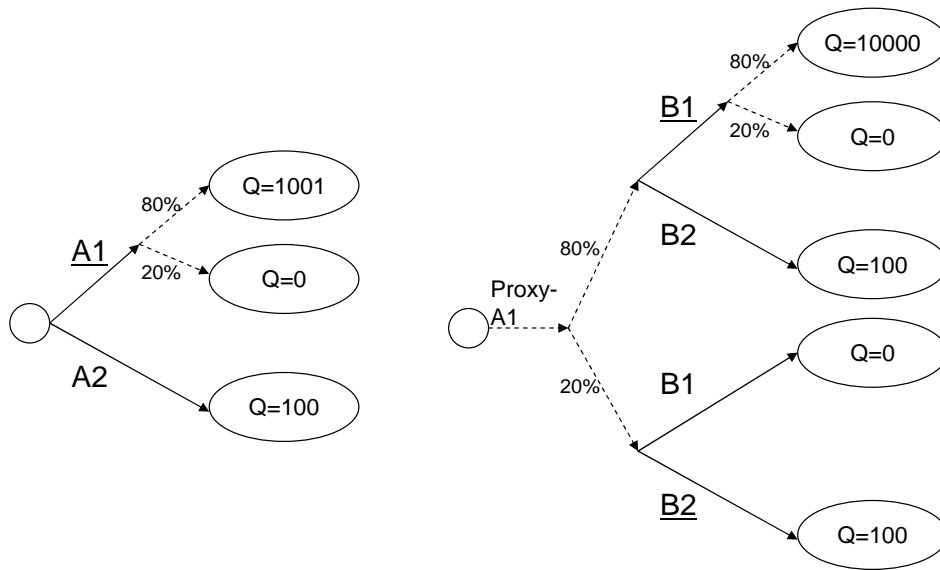 Q=1001
80%
A1
20%
Q=0
A2
Q=100
Q=10000
80%
B1
20%
Q=0
B2
80%
Q=100
Proxy-
A1
Q=0
20%
B1
B2
Q=100